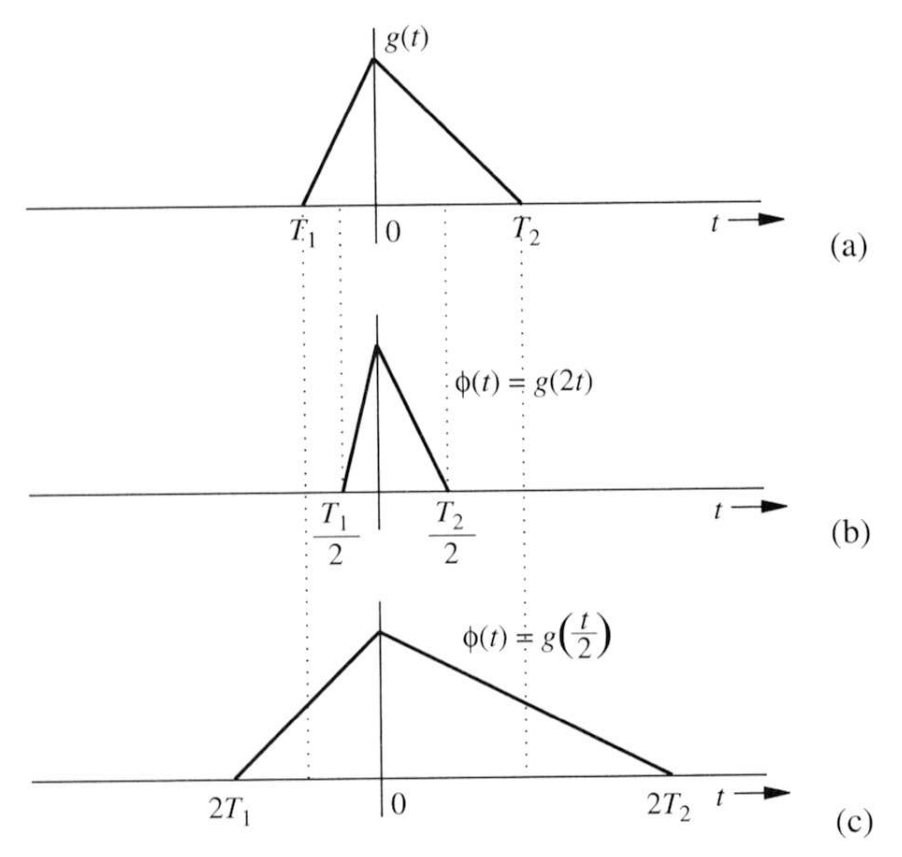 g(t)
T₁ 0 T₂ t
(a)
ϕ(t) = g(2t)
T₁/2 T₂/2 t
(b)
ϕ(t) = g(t/2)
2T₁ 0 2T₂ t
(c)